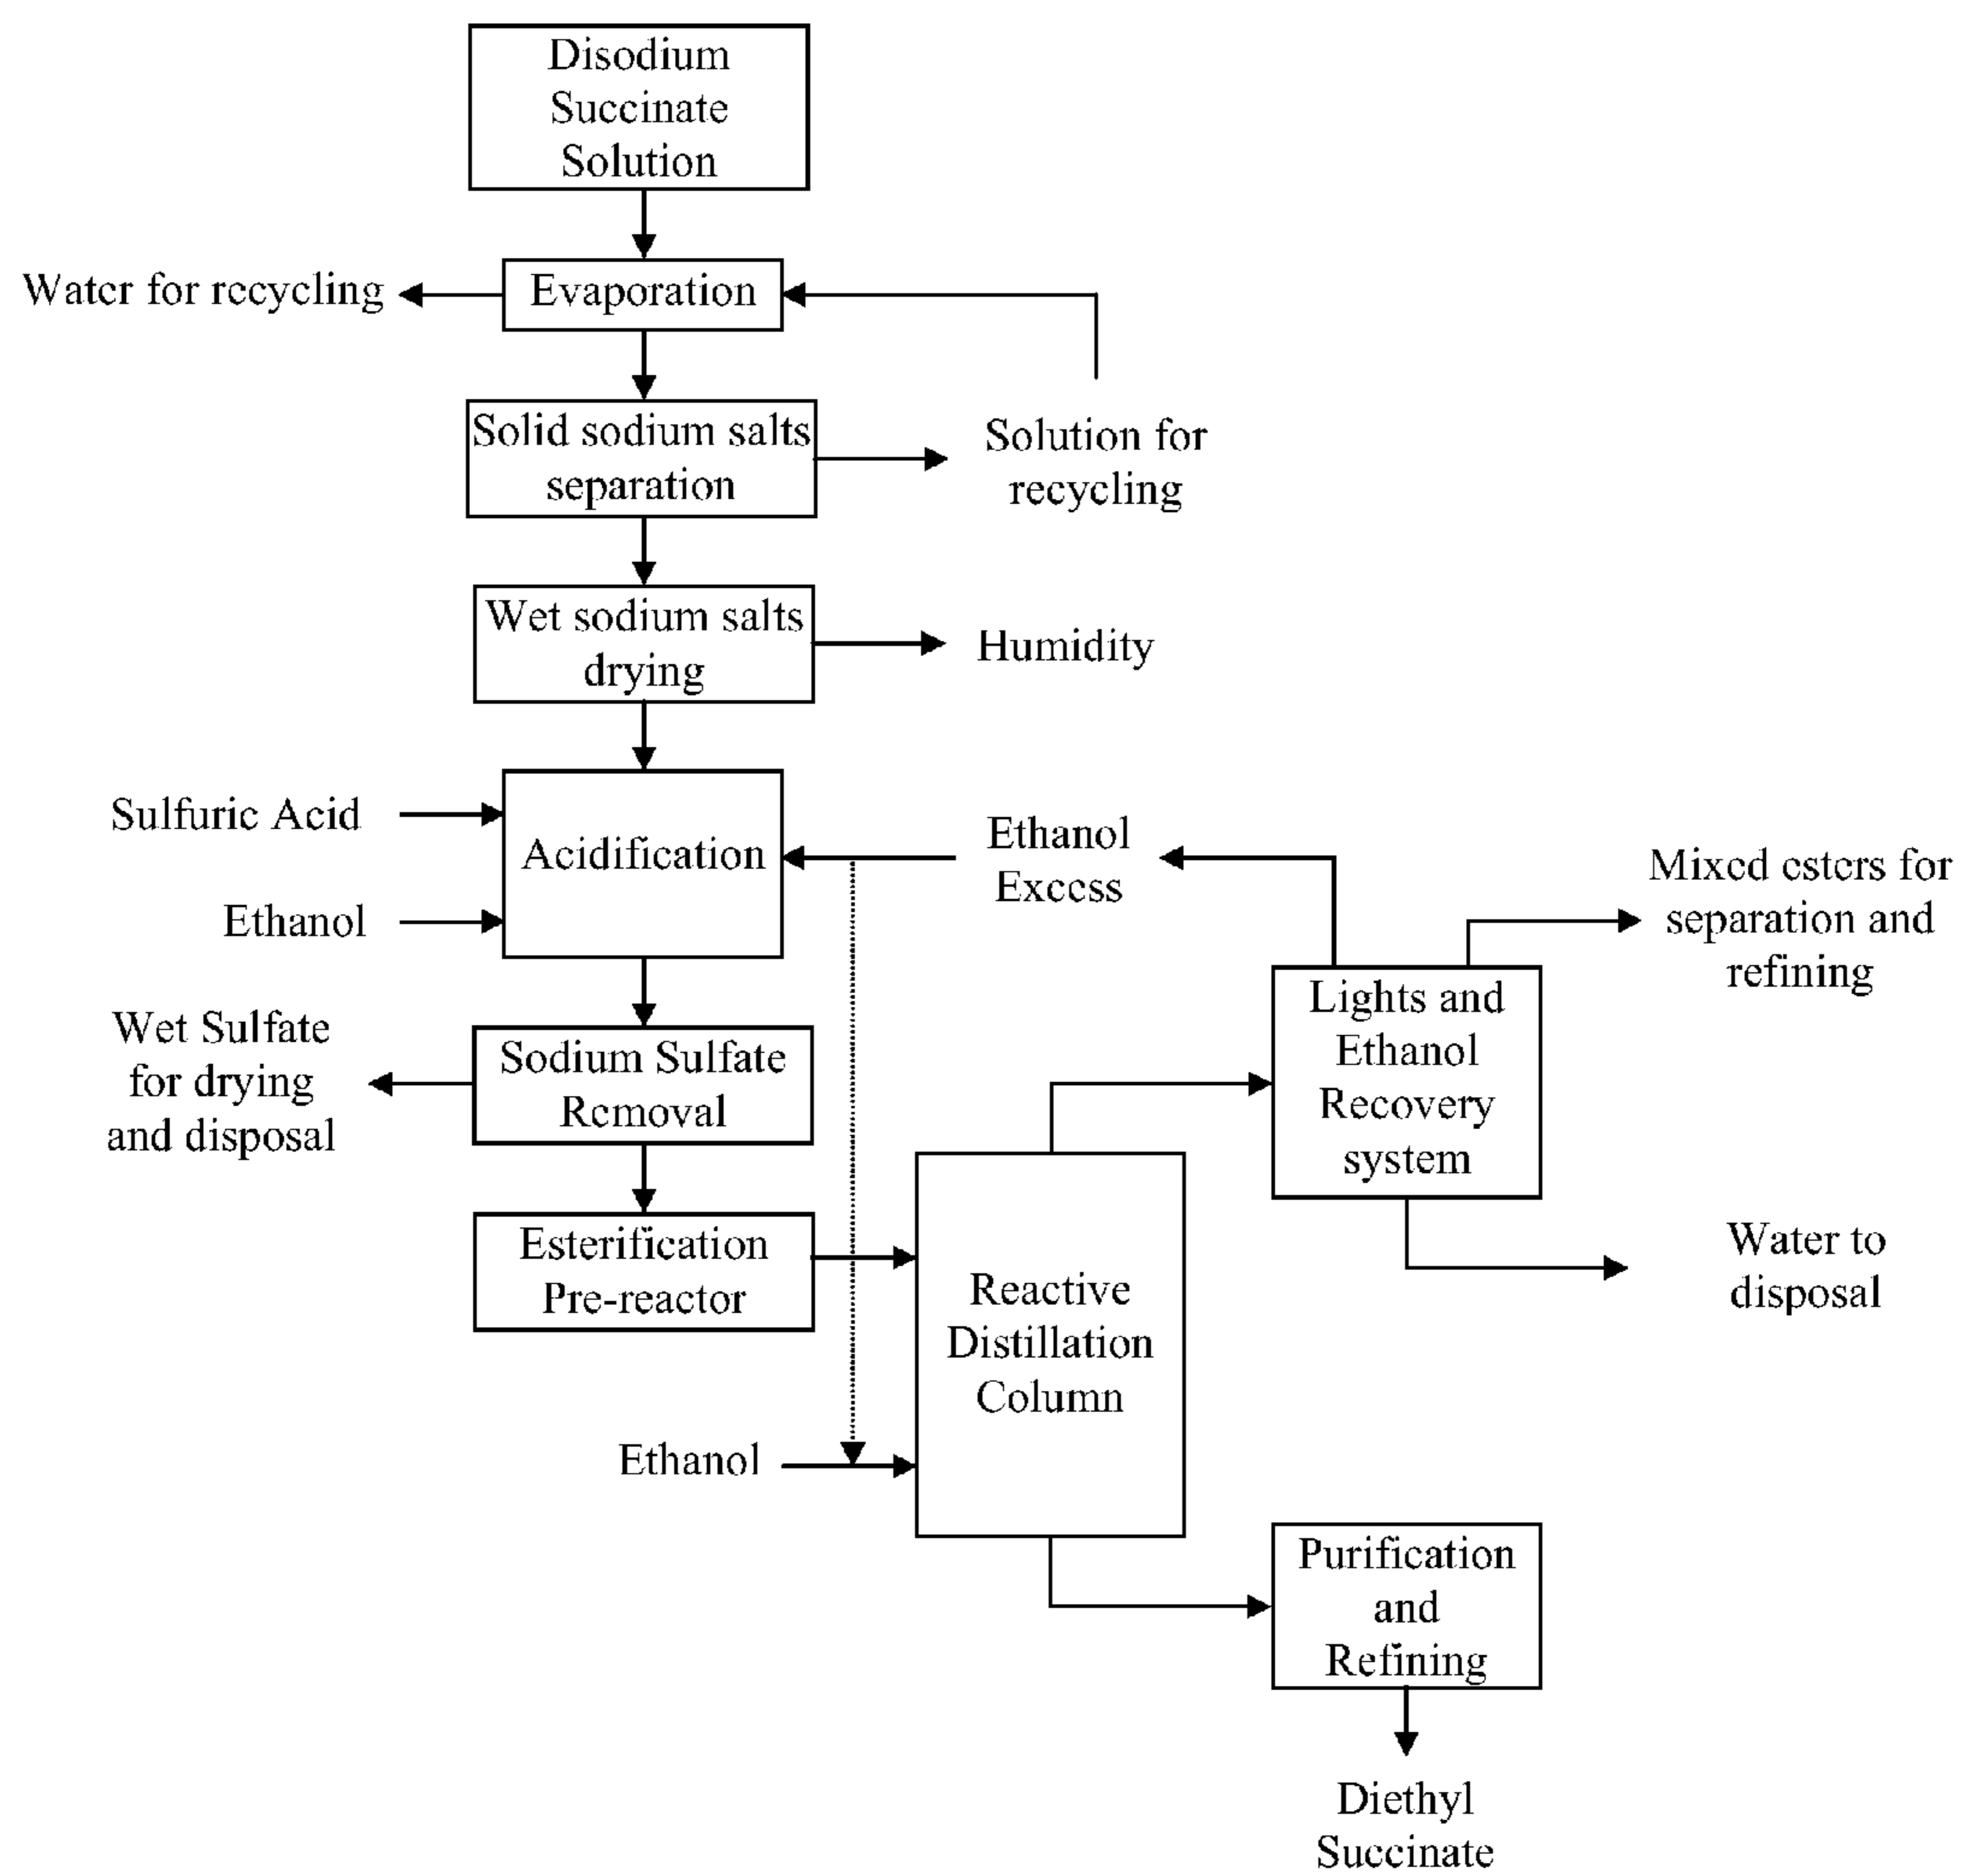 Disodium
Succinate
Solution
Water for recycling
Evaporation
Solid sodium salts
separation
Solution for
recycling
Wet sodium salts
drying
Humidity
Sulfuric Acid
Ethanol
Acidification
Ethanol
Excess
Mixed esters for
separation and
refining
Lights and
Ethanol
Recovery
system
Wet Sulfate
for drying
and disposal
Sodium Sulfate
Removal
Esterification
Pre-reactor
Reactive
Distillation
Column
Water to
disposal
Ethanol
Purification
and
Refining
Diethyl
Succinate